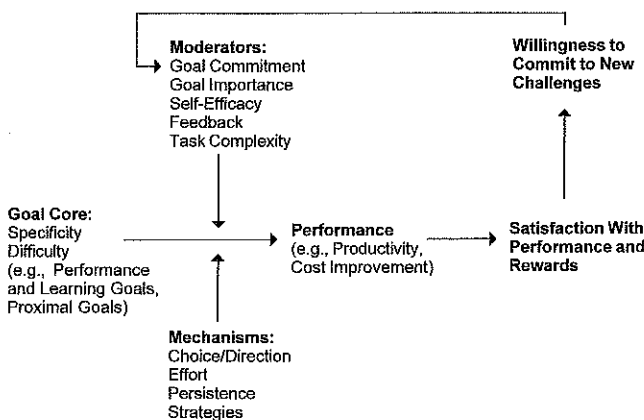 Moderators:
Goal Commitment
Goal Importance
Self-Efficacy
Feedback
Task Complexity
Willingness to
Commit to New
Challenges
Goal Core:
Specificity
Difficulty
(e.g., Performance
and Learning Goals,
Proximal Goals)
Performance
(e.g., Productivity,
Cost Improvement)
Satisfaction With
Performance and
Rewards
Mechanisms:
Choice/Direction
Effort
Persistence
Strategies